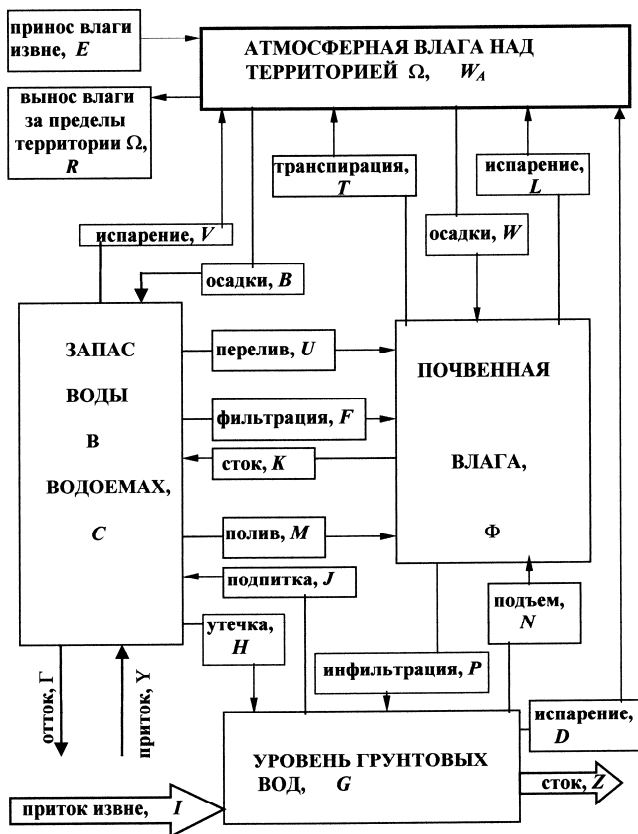 принос влаги
извне, E
АТМОСФЕРНАЯ ВЛАГА НАД
ТЕРРИТОРИЕЙ Ω, W_A
вынос влаги
за пределы
территории Ω,
R
транспирация,
T
испарение,
L
испарение, V
осадки, W
осадки, B
ЗАПАС
ВОДЫ
В
ВОДОЕМАХ,
C
перелив, U
фильтрация, F
сток, K
полив, M
подпитка, J
утечка,
H
ПОЧВЕННАЯ
ВЛАГА,
Φ
подъем,
N
инфильтрация, P
отток, Γ
приток, Y
УРОВЕНЬ ГРУНТОВЫХ
ВОД, G
испарение,
D
сток, Z
приток извне, I